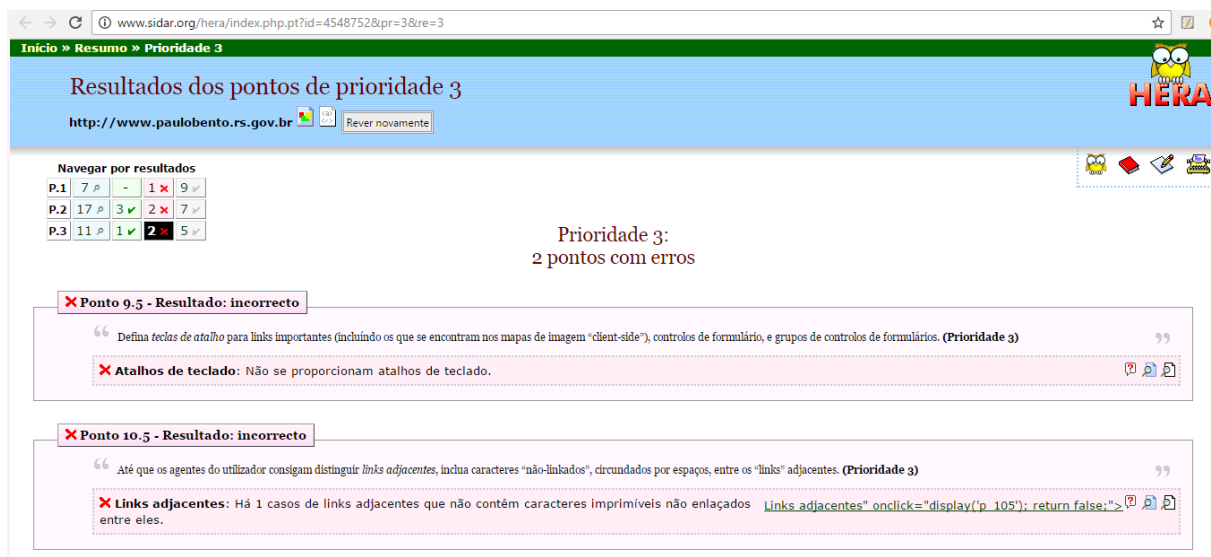 www.sidar.org/hera/index.php.pt?id=4548752&pr=3&re=3
Início » Resumo » Prioridade 3
Resultados dos pontos de prioridade 3
HERA
http://www.paulobento.rs.gov.br Rever novamente
Navegar por resultados
P.1 7 - 1 9
P.2 17 3 2 7
P.3 11 1 2 5
Prioridade 3:
2 pontos com erros
Ponto 9.5 - Resultado: incorrecto
“ Defina teclas de atalho para links importantes (incluíndo os que se encontram nos mapas de imagem “client-side”), controlos de formulário, e grupos de controlos de formulários. (Prioridade 3) ”
Atalhos de teclado: Não se proporcionam atalhos de teclado.
Ponto 10.5 - Resultado: incorrecto
“ Até que os agentes do utilizador consigam distinguir links adjacentes, inclua caracteres “não-linkados”, circundados por espaços, entre os “links” adjacentes. (Prioridade 3) ”
Links adjacentes: Há 1 casos de links adjacentes que não contêm caracteres imprimíveis não enlaçados Links adjacentes" onclick="display('p_105'); return false;">
entre eles.